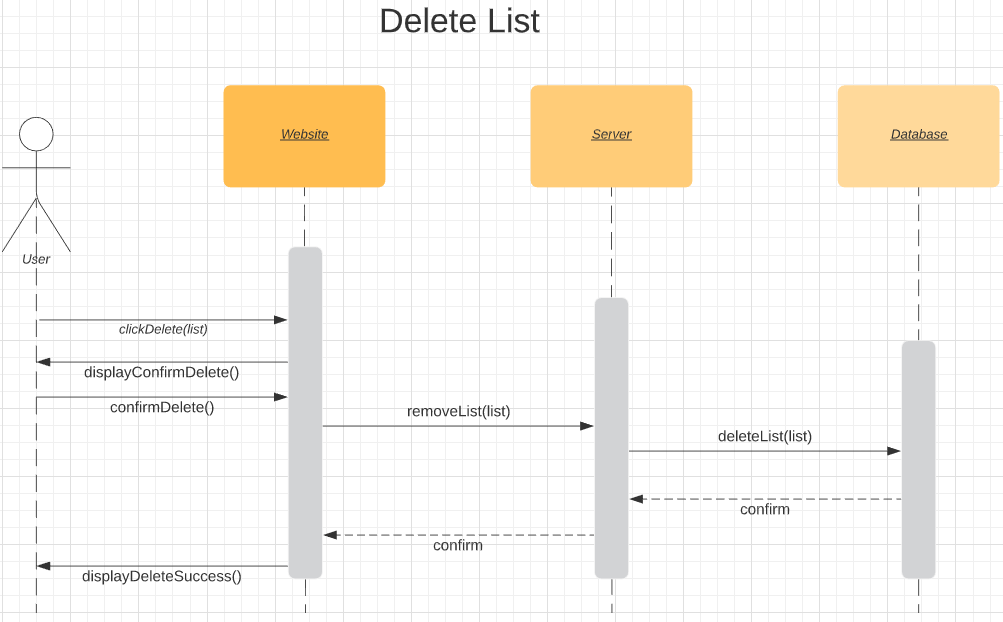 Delete List
Website
Server
Database
User
clickDelete(list)
displayConfirmDelete()
confirmDelete()
removeList(list)
deleteList(list)
confirm
confirm
displayDeleteSuccess()